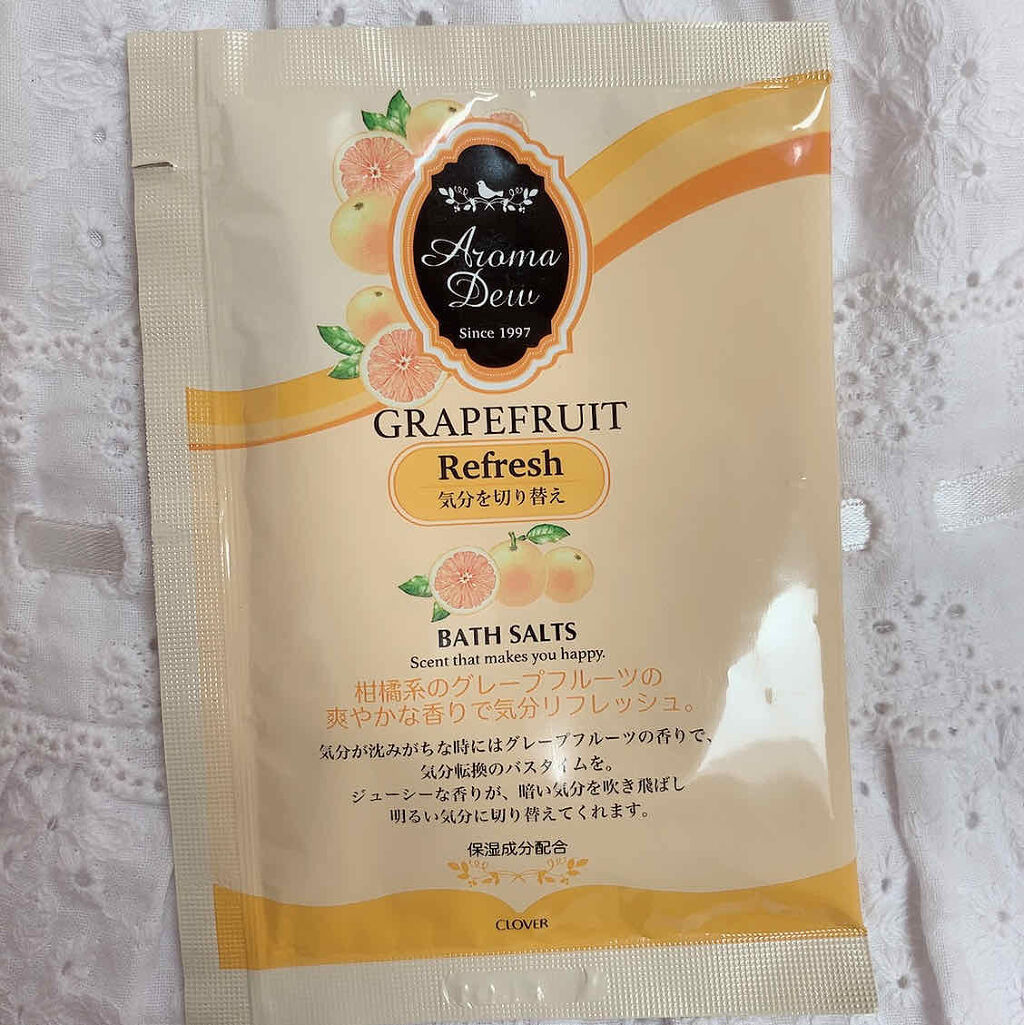 Aroma
Dew
Since 1997
GRAPEFRUIT
Refresh
気分を切り替え
BATH SALTS
Scent that makes you happy.
柑橘系のグレープフルーツの
爽やかな香りで気分リフレッシュ。
気分が沈みがちな時にはグレープフルーツの香りで、
気分転換のバスタイムを。
ジューシーな香りが、暗い気分を吹き飛ばし
明るい気分に切り替えてくれます。
保湿成分配合
CLOVER